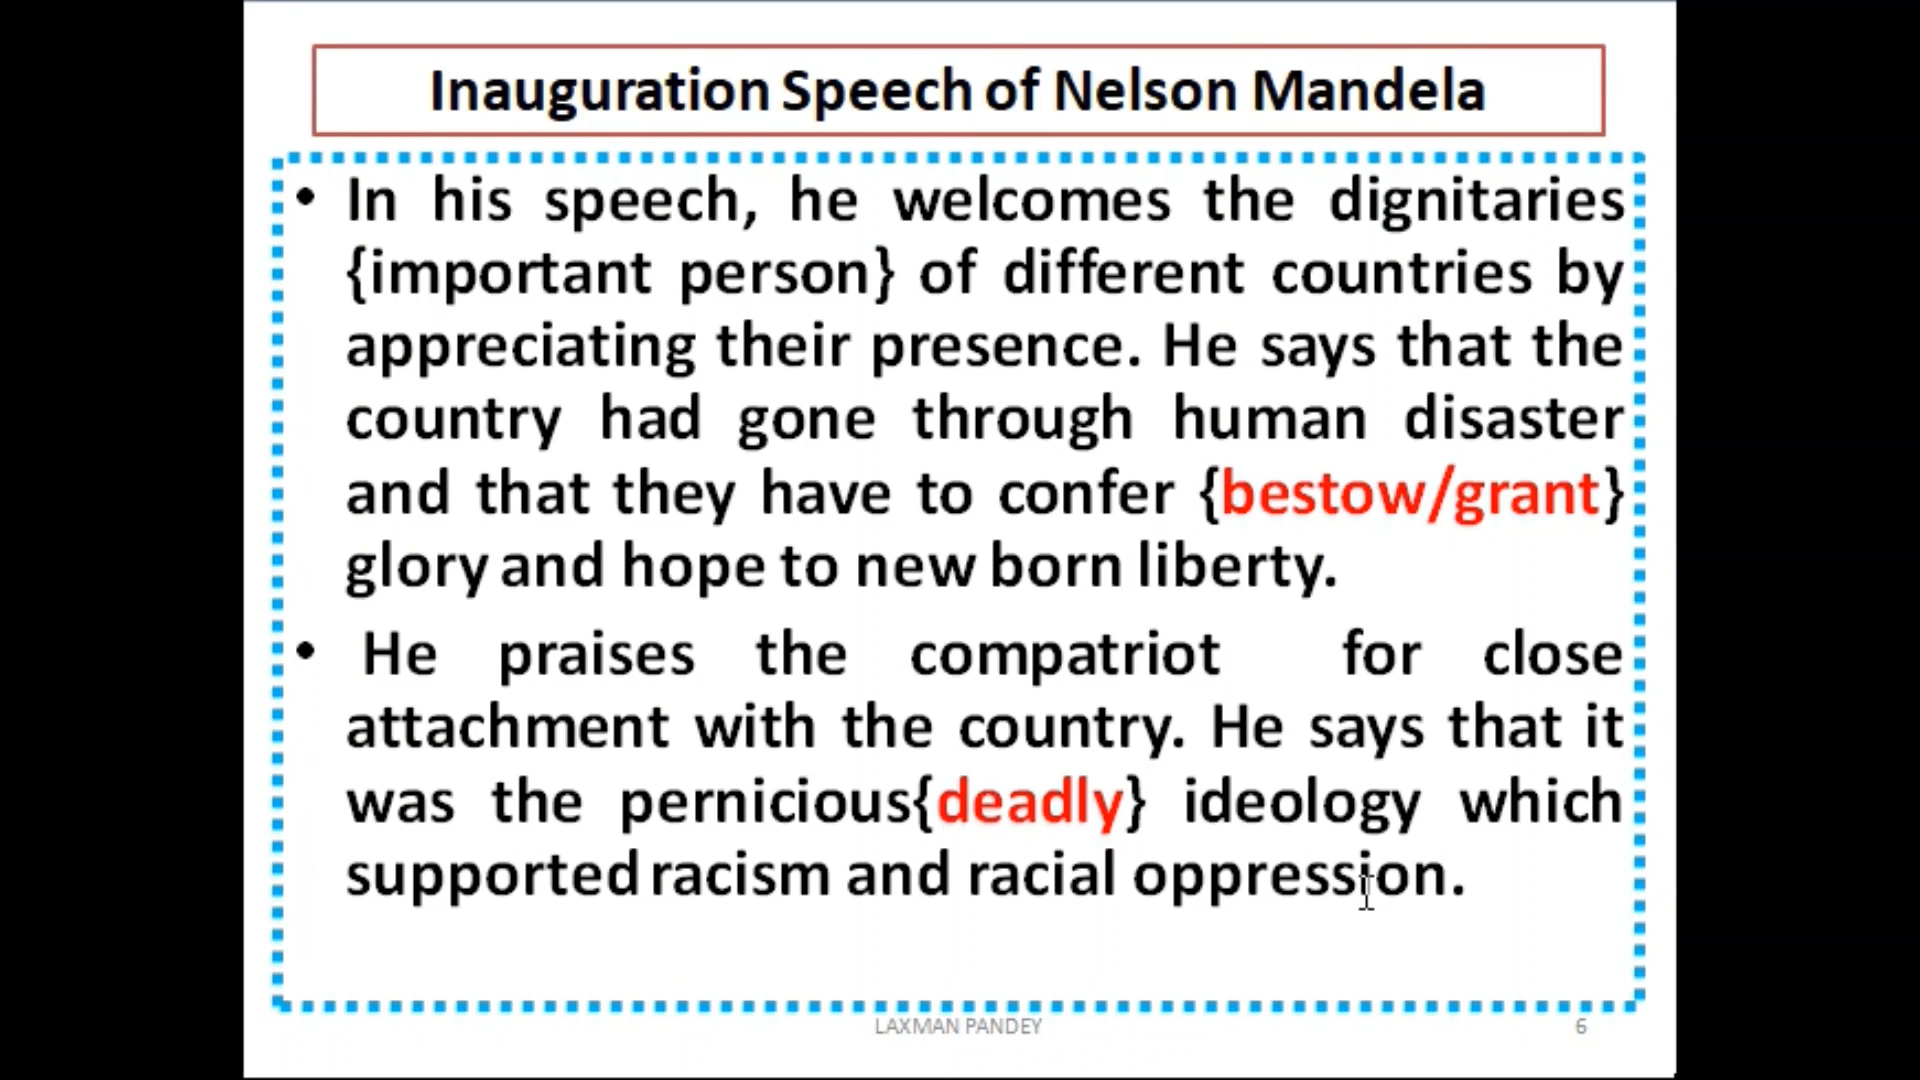 Inauguration Speech of Nelson Mandela
• In his speech, he welcomes the dignitaries
{important person} of different countries by
appreciating their presence. He says that the
country had gone through human disaster
and that they have to confer {bestow/grant}
glory and hope to new born liberty.
• He praises the compatriot for close
attachment with the country. He says that it
was the pernicious{deadly} ideology which
supported racism and racial oppression.
LAXMAN PANDEY
6